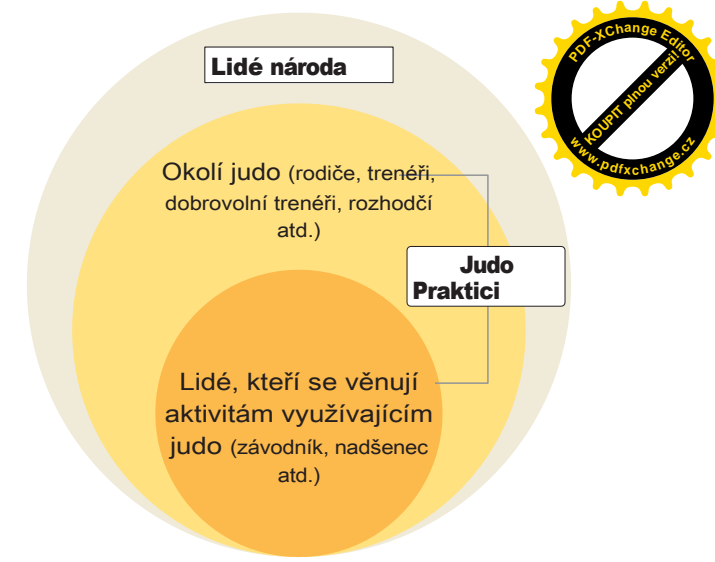 Lidé národa
Okolí judo (rodiče, trenéři,
dobrovolní trenéři, rozhodčí
atd.)
Judo
Praktici
Lidé, kteří se věnují
aktivitám využívajícím
judo (závodník, nadšenec
atd.)
PDF-XChange Editor
KOUPIT plnou verzi!
www.pdfxchange.cz